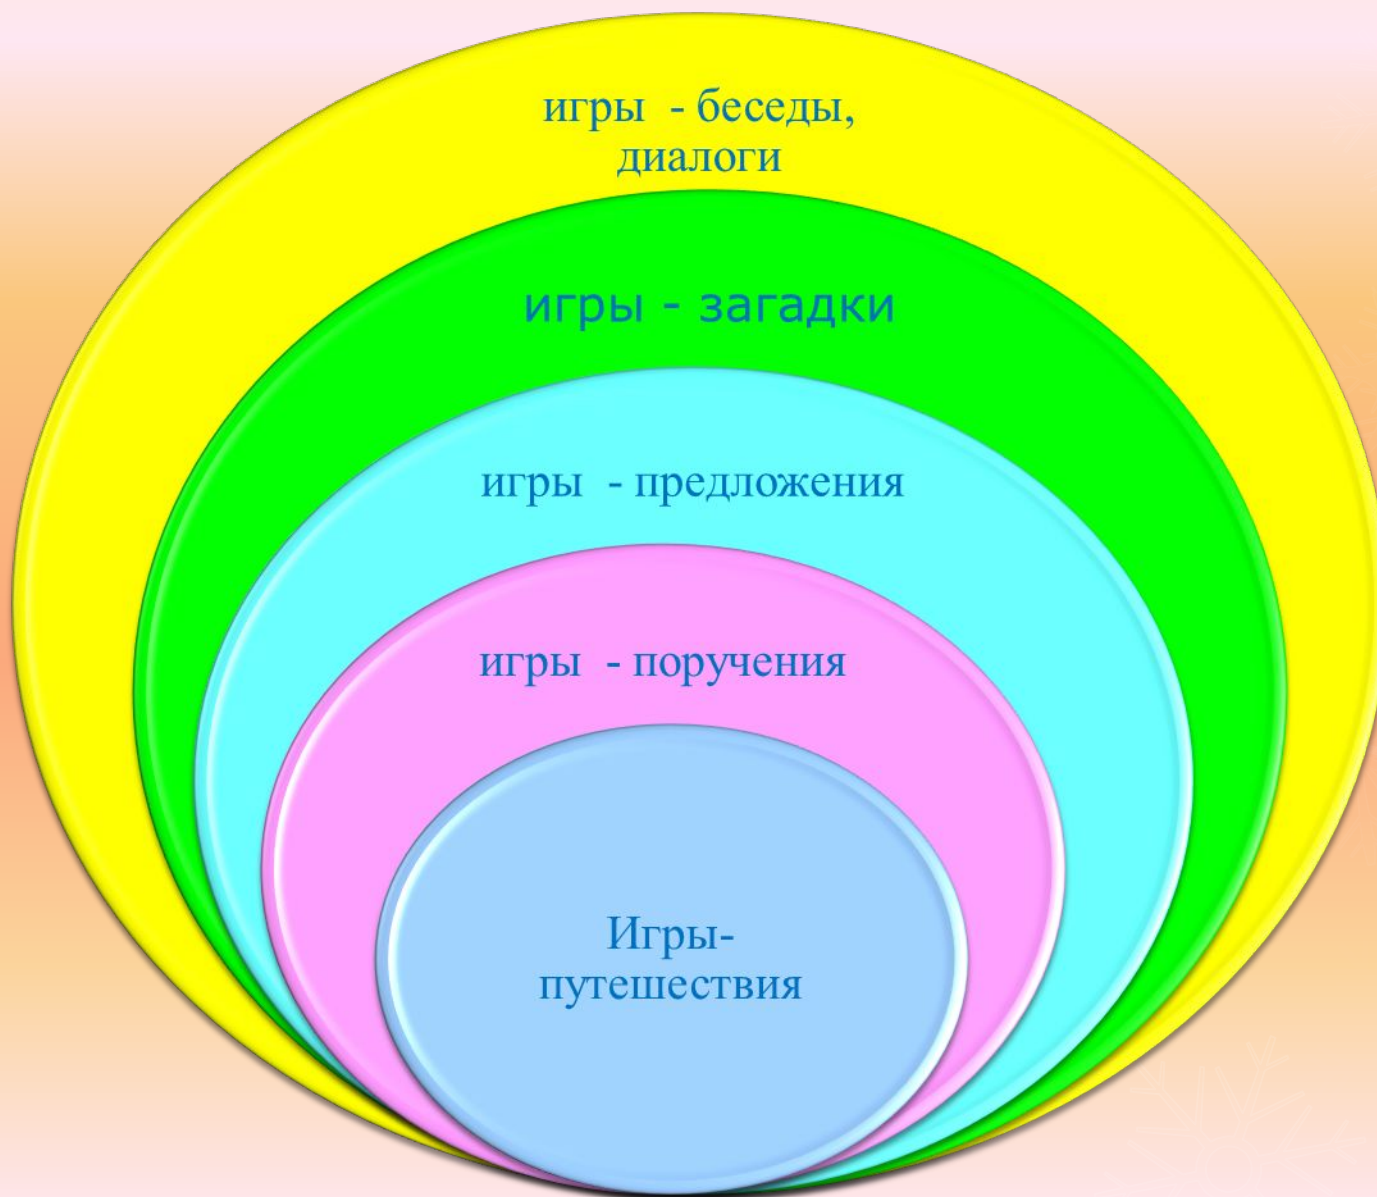 игры - беседы,
диалоги
игры - загадки
игры - предложения
игры - поручения
Игры-
путешествия